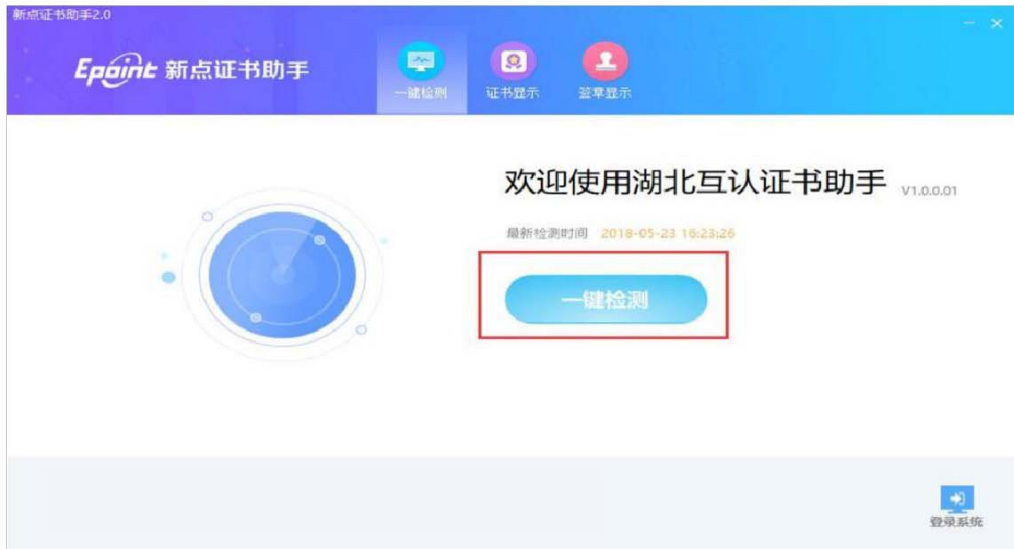 新点证书助手2.0
Epoint 新点证书助手
一键检测
证书显示
签章显示
欢迎使用湖北互认证书助手 V1.0.0.01
最新检测时间 2018-05-23 16:23:26
一键检测
登录系统